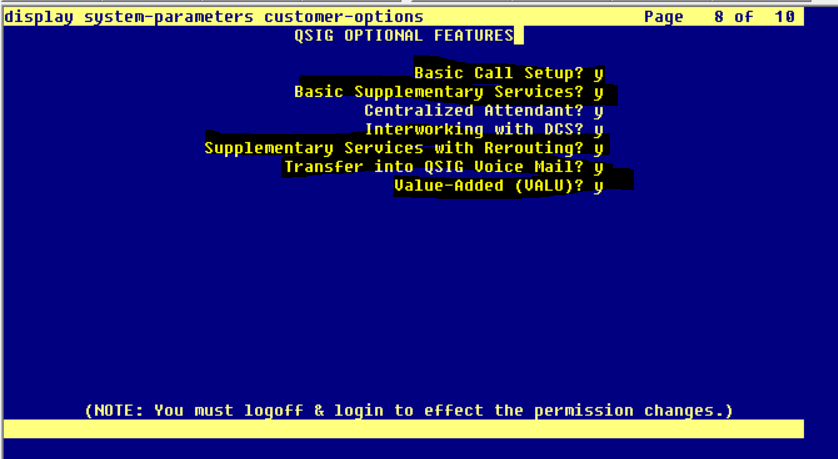 display system-parameters customer-options Page 8 of 10
QSIG OPTIONAL FEATURES
Basic Call Setup? y
Basic Supplementary Services? y
Centralized Attendant? y
Interworking with DCS? y
Supplementary Services with Rerouting? y
Transfer into QSIG Voice Mail? y
Value-Added (VALU)? y
(NOTE: You must logoff & login to effect the permission changes.)